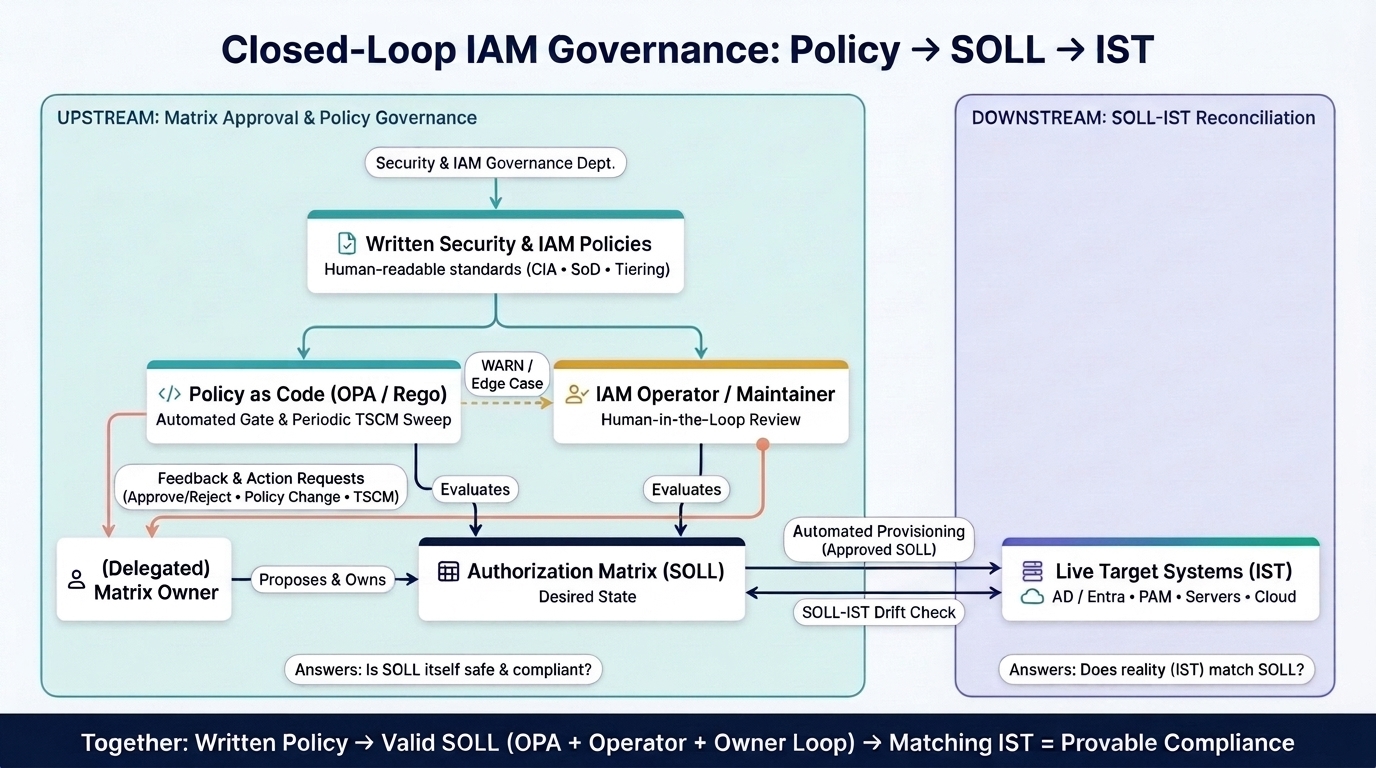 Closed-Loop IAM Governance: Policy → SOLL → IST
UPSTREAM: Matrix Approval & Policy Governance
Security & IAM Governance Dept.
Written Security & IAM Policies
Human-readable standards (CIA • SoD • Tiering)
Policy as Code (OPA / Rego)
Automated Gate & Periodic TSCM Sweep
WARN /
Edge Case
IAM Operator / Maintainer
Human-in-the-Loop Review
Feedback & Action Requests
(Approve/Reject • Policy Change • TSCM)
Evaluates
Evaluates
(Delegated)
Matrix Owner
Proposes & Owns
Authorization Matrix (SOLL)
Desired State
Answers: Is SOLL itself safe & compliant?
Automated Provisioning
(Approved SOLL)
SOLL-IST Drift Check
DOWNSTREAM: SOLL-IST Reconciliation
Live Target Systems (IST)
AD / Entra • PAM • Servers • Cloud
Answers: Does reality (IST) match SOLL?
Together: Written Policy → Valid SOLL (OPA + Operator + Owner Loop) → Matching IST = Provable Compliance